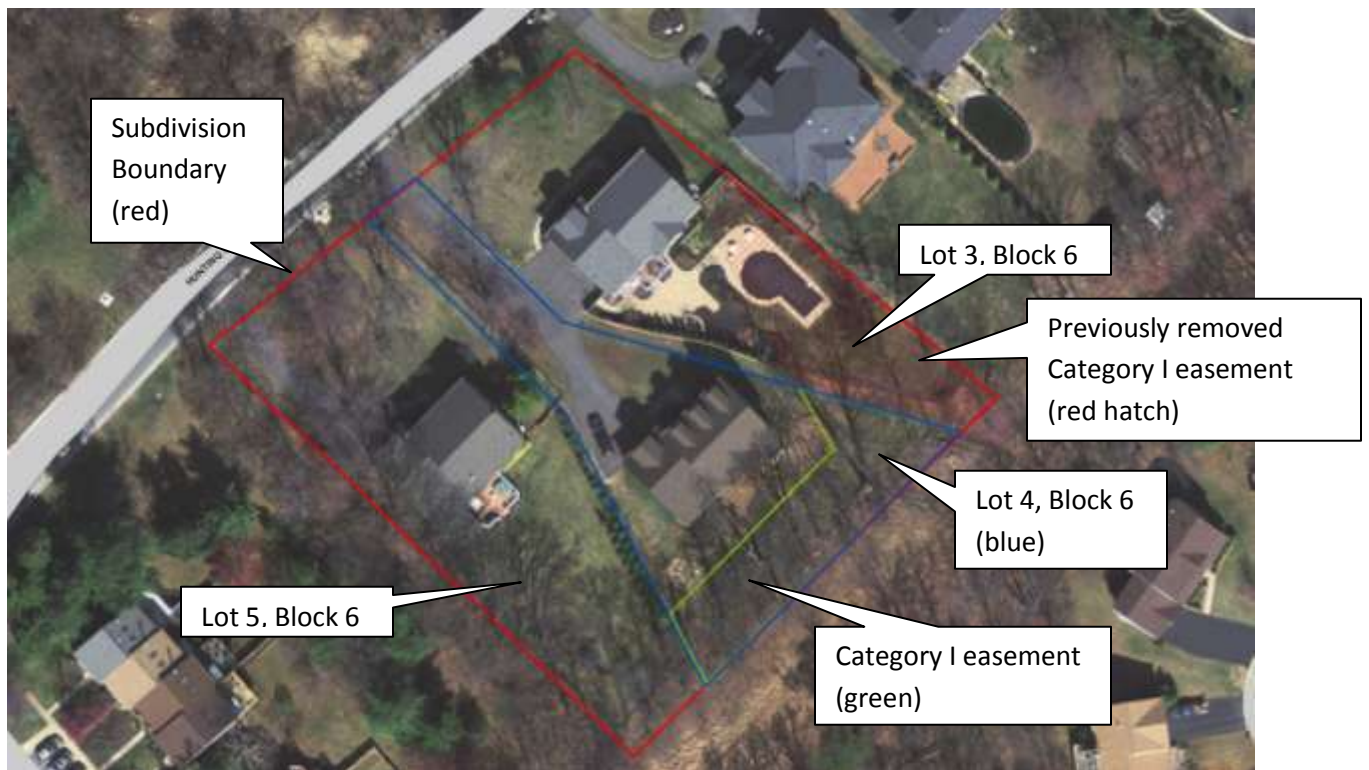 Subdivision
Boundary
(red)
Lot 3, Block 6
Previously removed
Category I easement
(red hatch)
Lot 4, Block 6
(blue)
Lot 5, Block 6
Category I easement
(green)